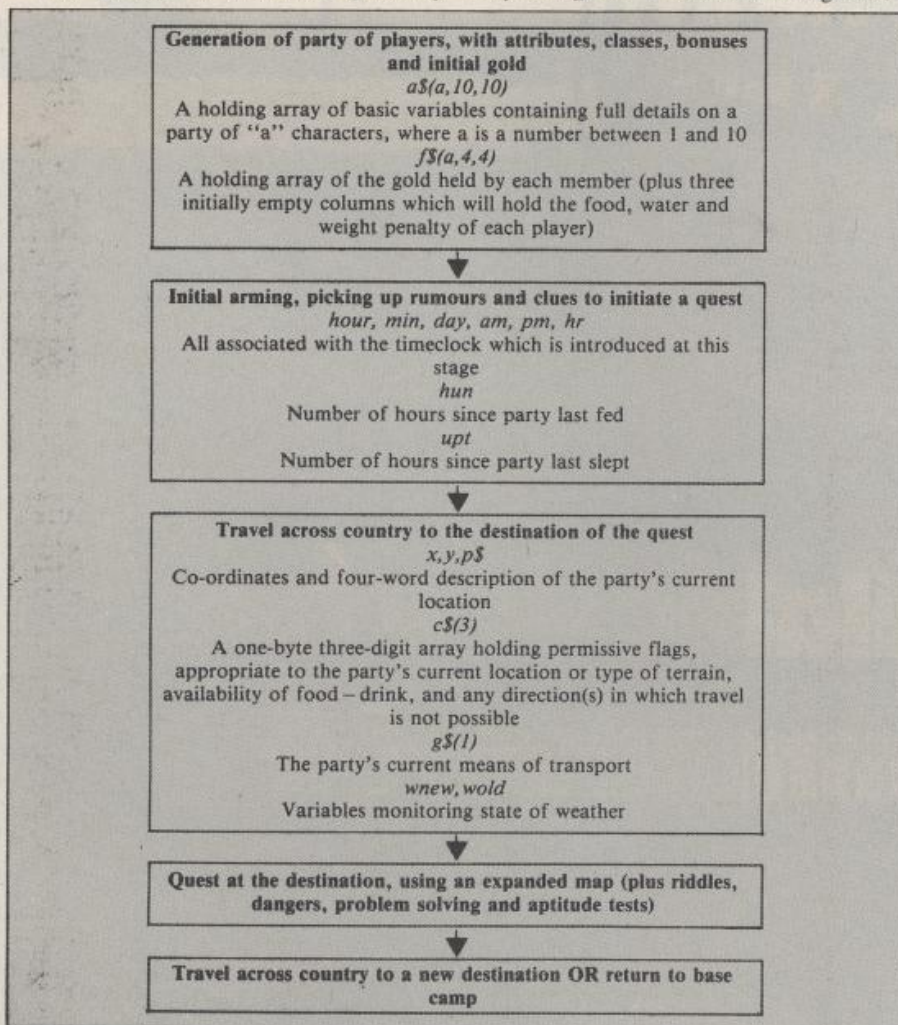 Generation of party of players, with attributes, classes, bonuses
and initial gold
a$(a,10,10)
A holding array of basic variables containing full details on a
party of "a" characters, where a is a number between 1 and 10
f$(a,4,4)
A holding array of the gold held by each member (plus three
initially empty columns which will hold the food, water and
weight penalty of each player)
Initial arming, picking up rumours and clues to initiate a quest
hour, min, day, am, pm, hr
All associated with the timeclock which is introduced at this
stage
hun
Number of hours since party last fed
upt
Number of hours since party last slept
Travel across country to the destination of the quest
x,y,p$
Co-ordinates and four-word description of the party's current
location
c$(3)
A one-byte three-digit array holding permissive flags,
appropriate to the party's current location or type of terrain,
availability of food – drink, and any direction(s) in which travel
is not possible
g$(1)
The party's current means of transport
wnew, wold
Variables monitoring state of weather
Quest at the destination, using an expanded map (plus riddles,
dangers, problem solving and aptitude tests)
Travel across country to a new destination OR return to base
camp